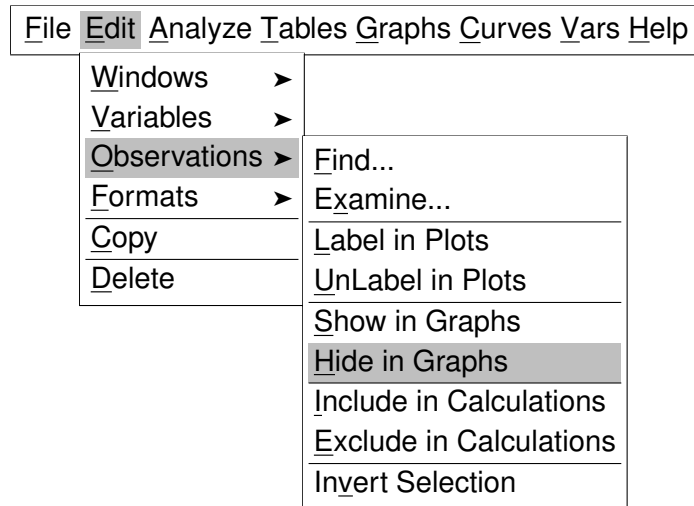 File Edit Analyze Tables Graphs Curves Vars Help
Windows ➤
Variables ➤
Observations ➤
Formats ➤
Copy
Delete
Find...
Examine...
Label in Plots
UnLabel in Plots
Show in Graphs
Hide in Graphs
Include in Calculations
Exclude in Calculations
Invert Selection